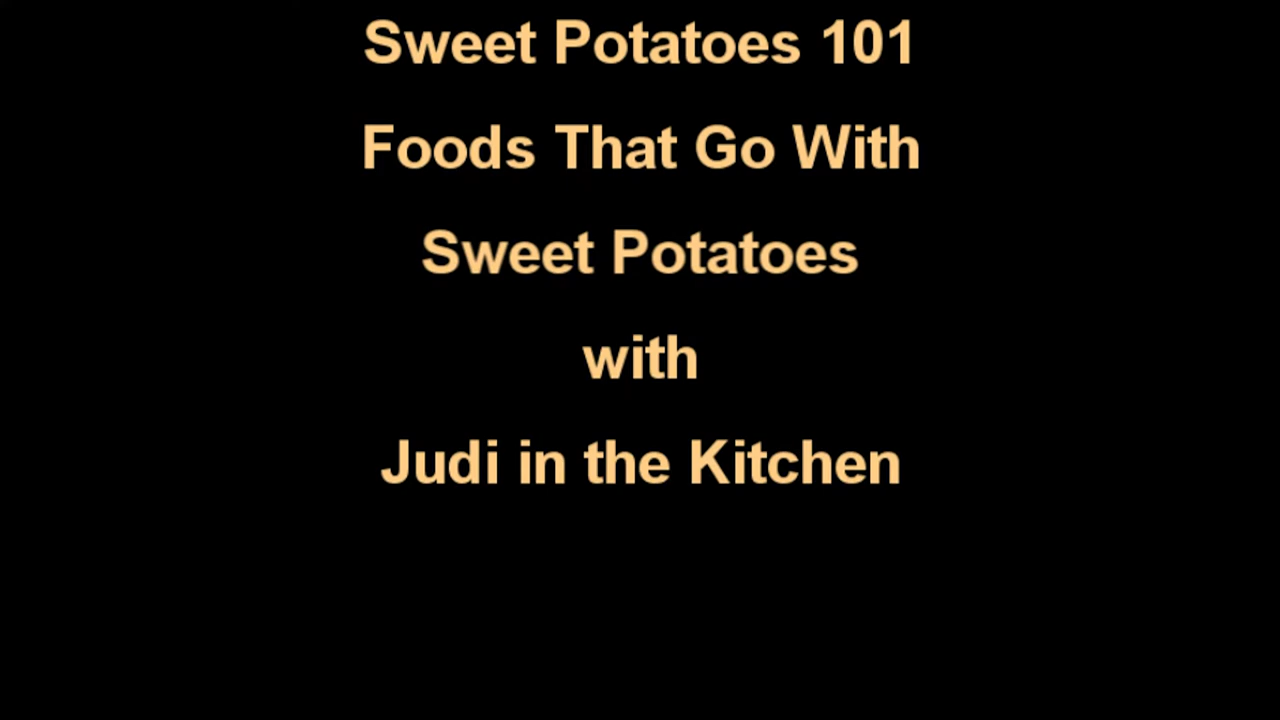 Sweet Potatoes 101
Foods That Go With
Sweet Potatoes
with
Judi in the Kitchen